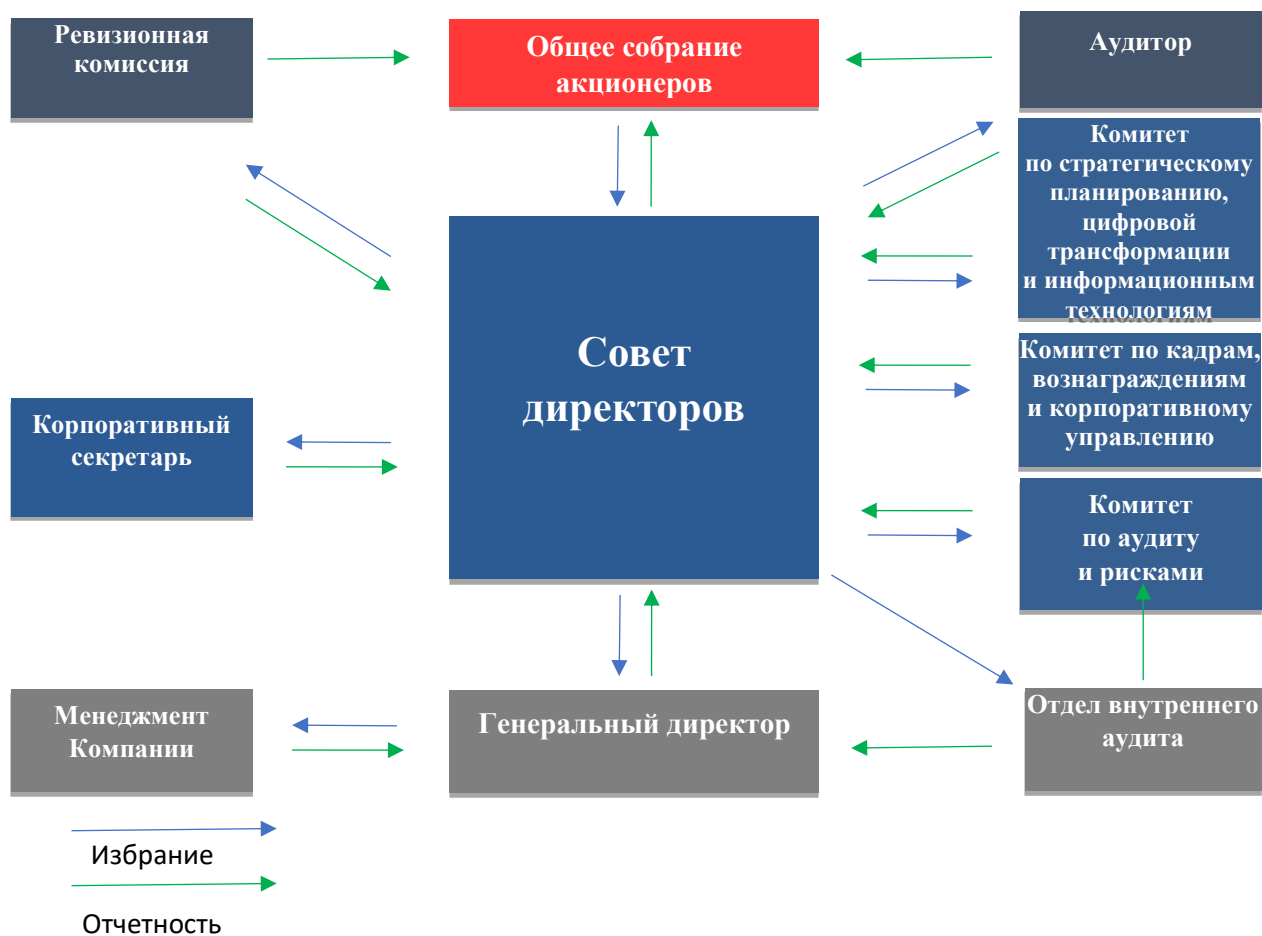 Ревизионная
комиссия
Общее собрание
акционеров
Аудитор
Комитет
по стратегическому
планированию,
цифровой
трансформации
и информационным
технологиям
Совет
директоров
Комитет по кадрам,
вознаграждениям
и корпоративному
управлению
Корпоративный
секретарь
Комитет
по аудиту
и рисками
Менеджмент
Компании
Генеральный директор
Отдел внутреннего
аудита
Избрание
Отчетность